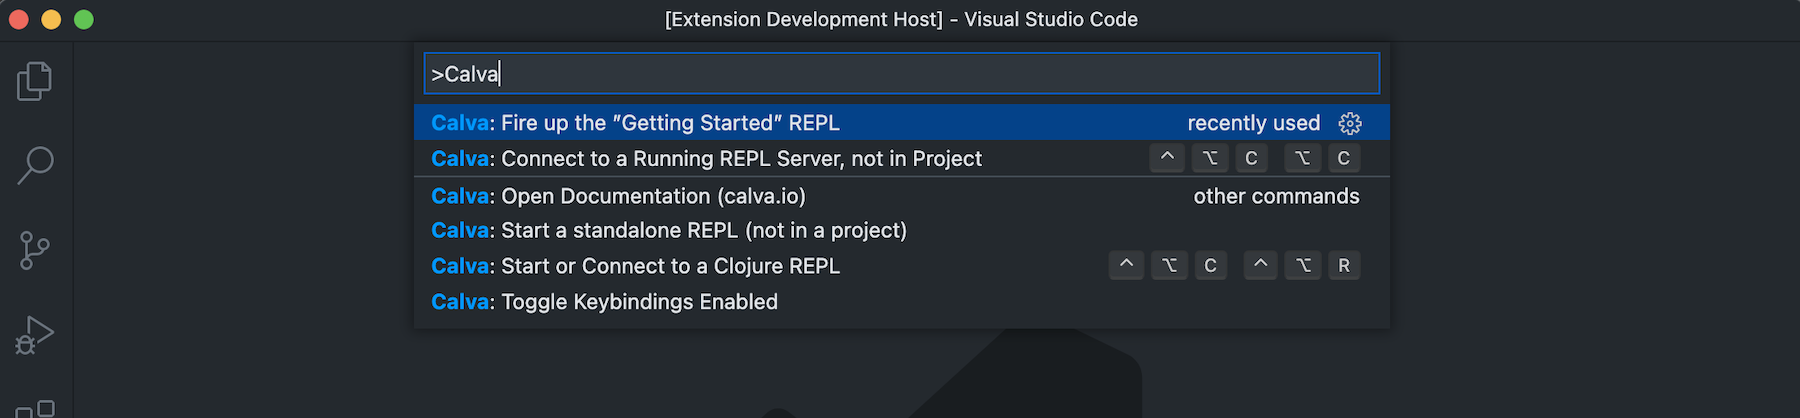 [Extension Development Host] - Visual Studio Code
>Calva
Calva: Fire up the "Getting Started" REPL recently used
Calva: Connect to a Running REPL Server, not in Project ^ ⌥ C ⌥ C
Calva: Open Documentation (calva.io) other commands
Calva: Start a standalone REPL (not in a project)
Calva: Start or Connect to a Clojure REPL ^ ⌥ C ^ ⌥ R
Calva: Toggle Keybindings Enabled